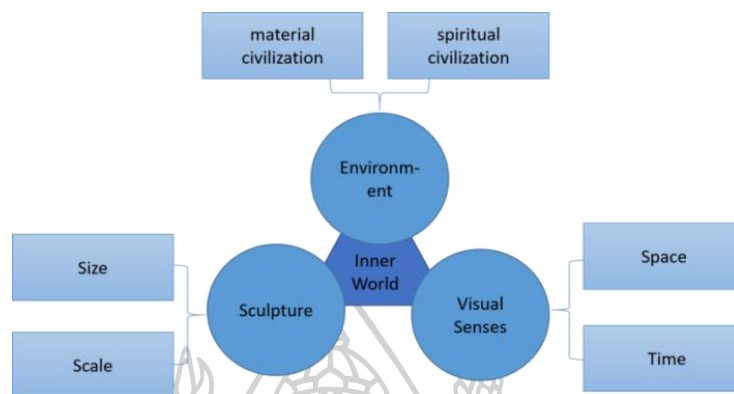 material
civilization
spiritual
civilization
Environm-
ent
Size
Scale
Sculpture
Inner
World
Visual
Senses
Space
Time